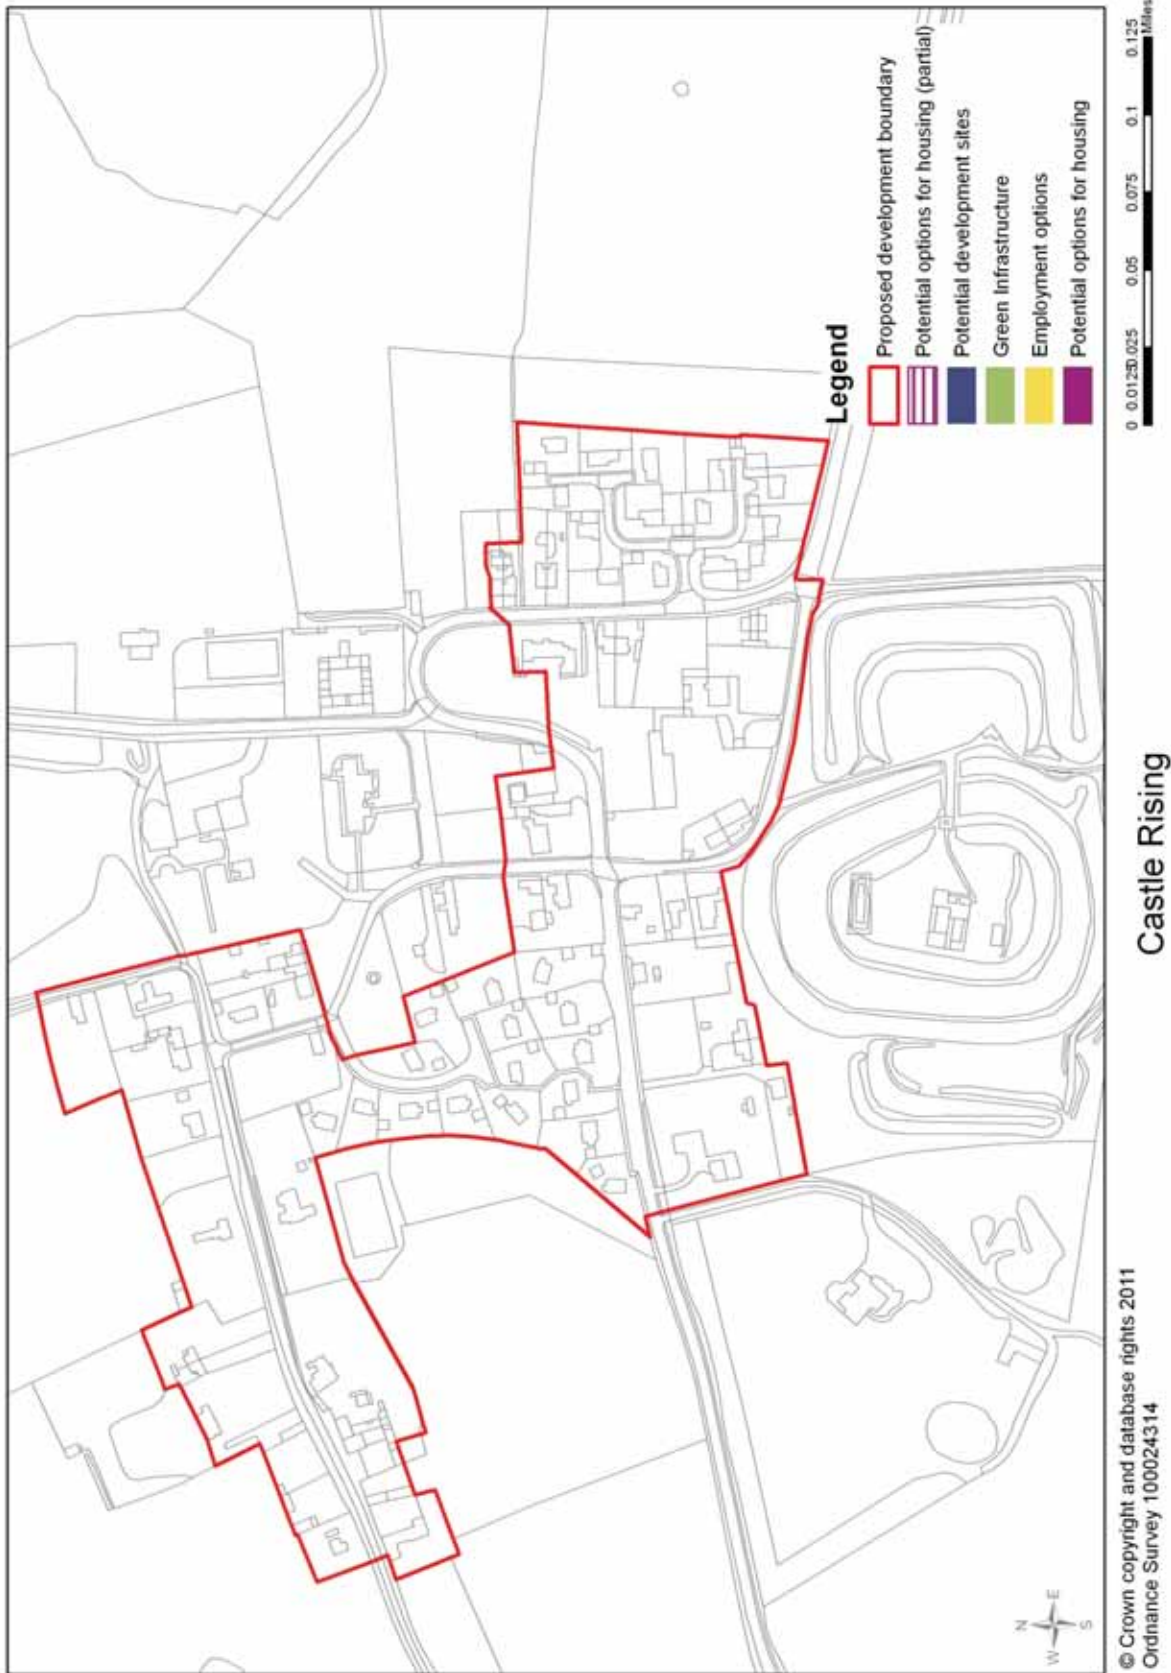 Legend
Proposed development boundary
Potential options for housing (partial)
Potential development sites
Green Infrastructure
Employment options
Potential options for housing
N
W E
S
© Crown copyright and database rights 2011
Ordnance Survey 100024314
Castle Rising
0 0.0125 0.025 0.05 0.075 0.1 0.125
Miles